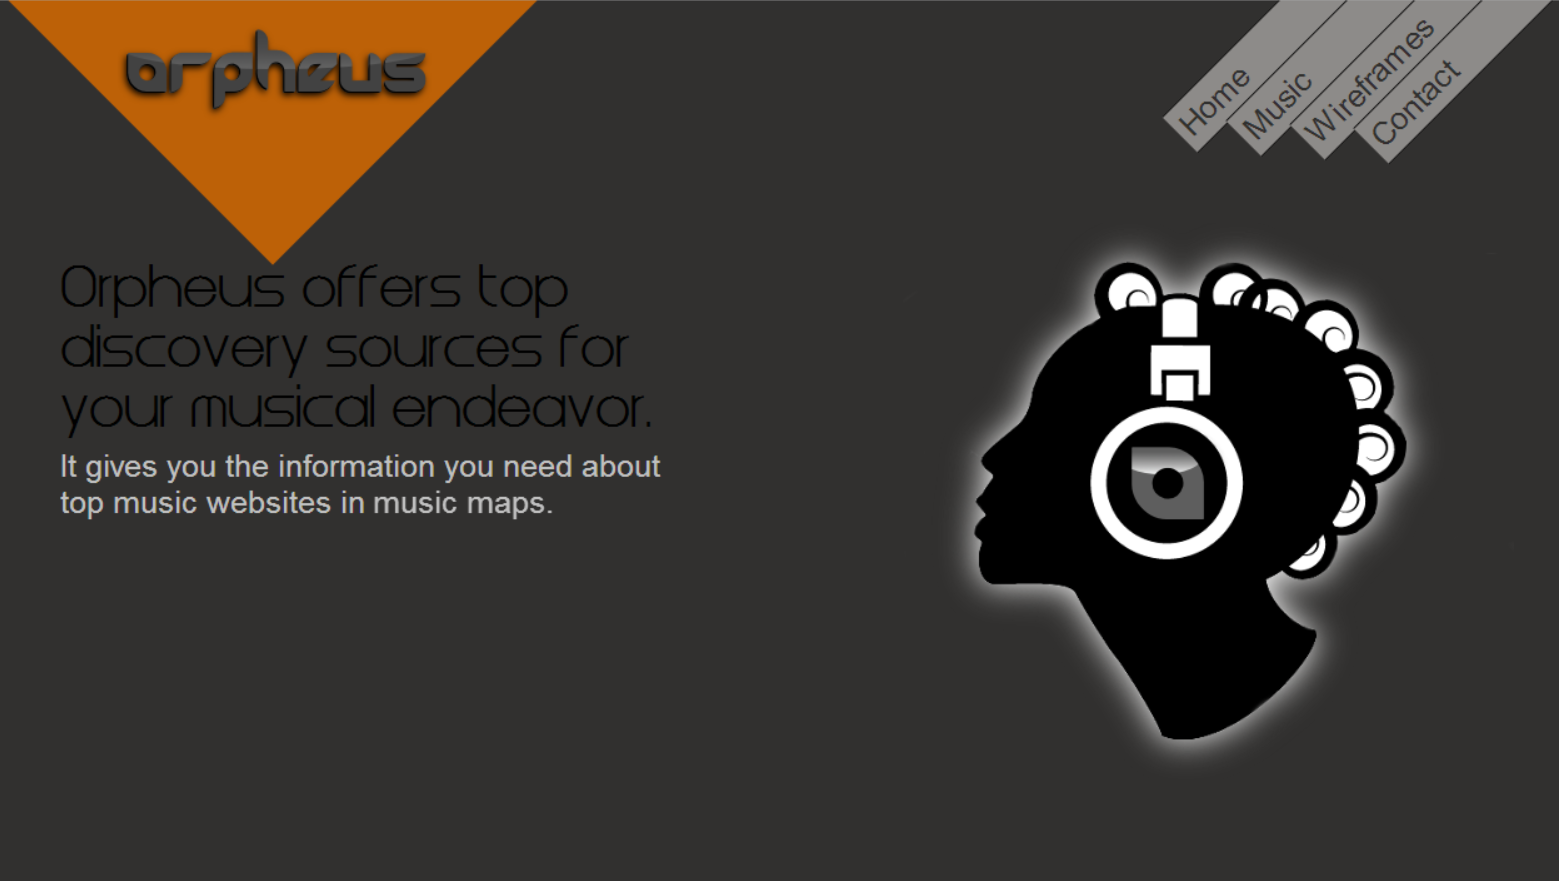 orpheus
Home
Music
Wireframes
Contact
Orpheus offers top
discovery sources for
your musical endeavor.
It gives you the information you need about
top music websites in music maps.